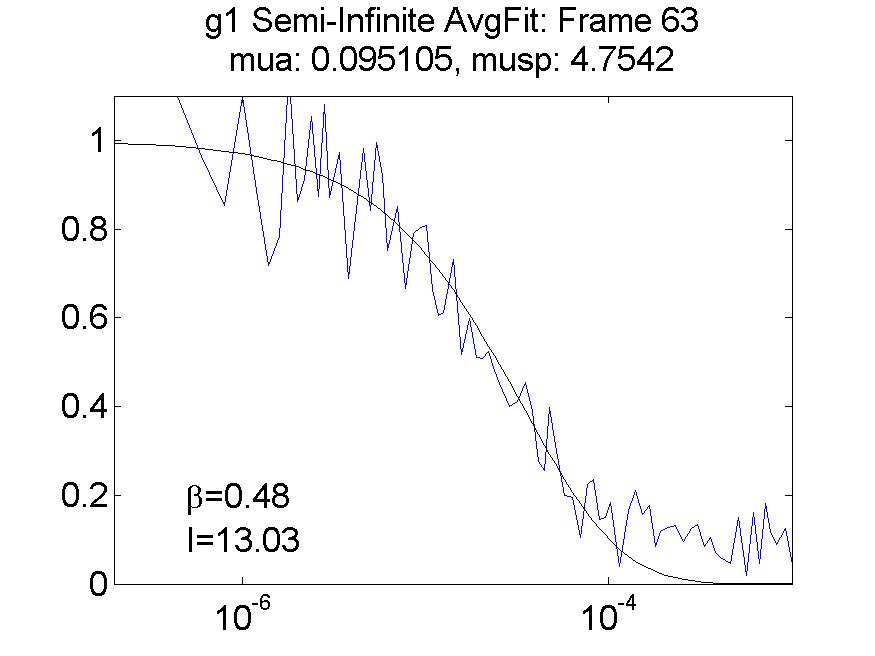 g1 Semi-Infinite AvgFit: Frame 63
mua: 0.095105, musp: 4.7542
1
0.8
0.6
0.4
0.2
0
β=0.48
I=13.03
10^-6
10^-4